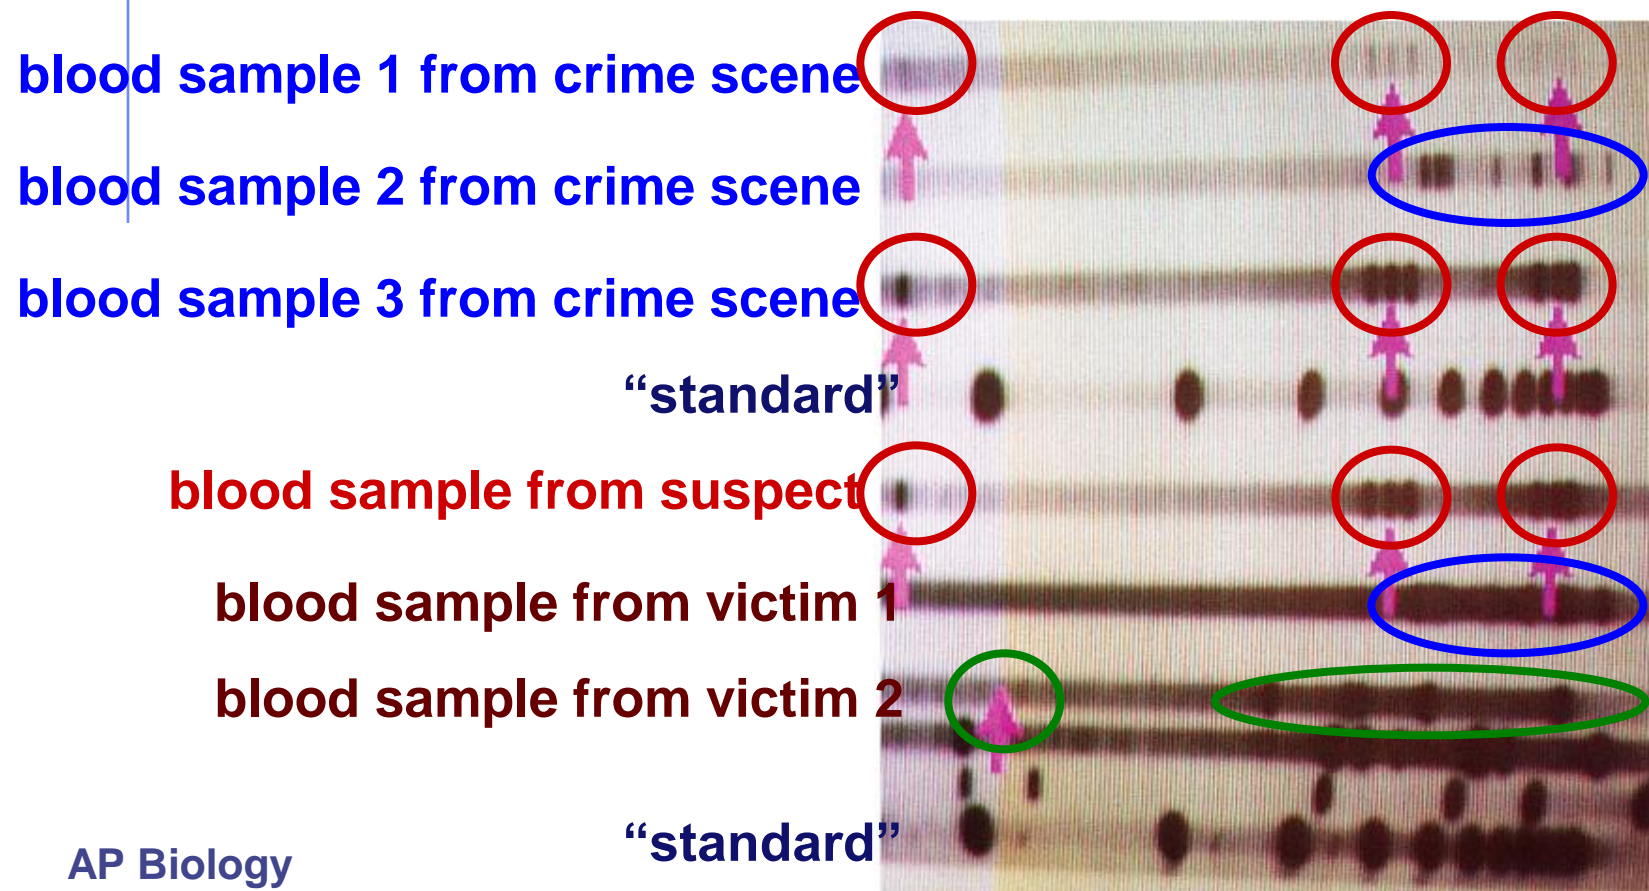 blood sample 1 from crime scene
blood sample 2 from crime scene
blood sample 3 from crime scene
“standard”
blood sample from suspect
blood sample from victim 1
blood sample from victim 2
“standard”
AP Biology